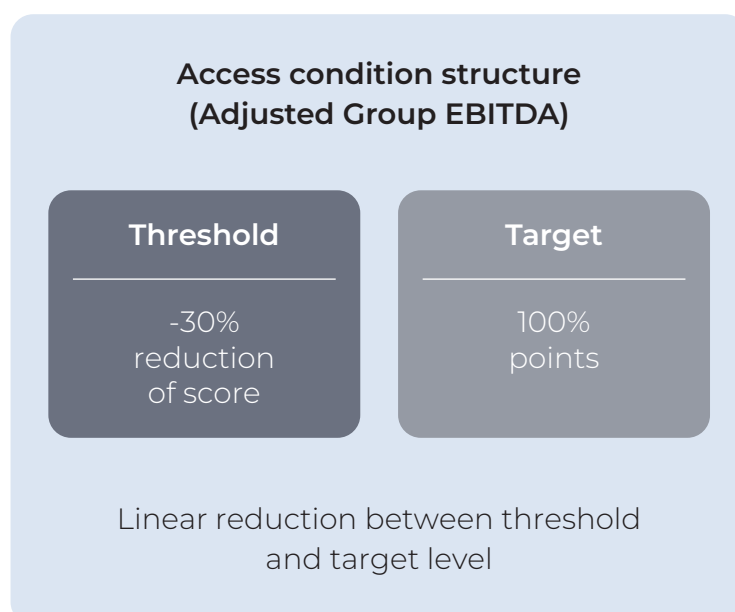 Access condition structure
(Adjusted Group EBITDA)
Threshold
-30%
reduction
of score
Target
100%
points
Linear reduction between threshold
and target level